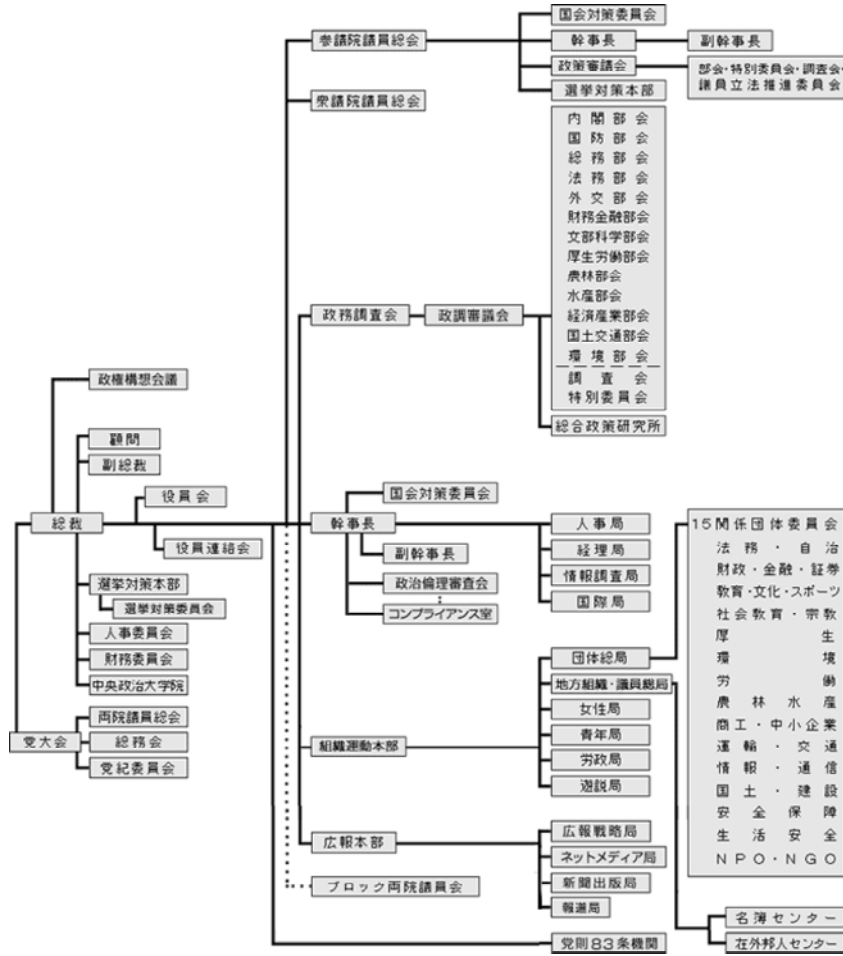 国会対策委員会
参議院議員総会
幹事長
副幹事長
政策審議会
部会・特別委員会・調査会・
議員立法推進委員会
選挙対策本部
衆議院議員総会
内閣部会
国防部会
総務部会
法務部会
外交部会
財務金融部会
文部科学部会
厚生労働部会
農林部会
水産部会
経済産業部会
国土交通部会
環境部会
調査会
特別委員会
政務調査会
政調審議会
総合政策研究所
政権構想会議
顧問
副総裁
役員会
総裁
役員連絡会
選挙対策本部
選挙対策委員会
人事委員会
財務委員会
中央政治大学院
両院議員総会
党大会
総務会
党紀委員会
国会対策委員会
幹事長
副幹事長
政治倫理審査会
コンプライアンス室
人事局
経理局
情報調査局
国際局
組織運動本部
団体総局
地方組織・議員総局
女性局
青年局
労政局
遊説局
15関係団体委員会
法務・自治
財政・金融・証券
教育・文化・スポーツ
社会教育・宗教
厚生
環境
労働
農林水産
商工・中小企業
運輸・交通
情報・通信
国土・建設
安全保障
生活安全
NPO・NGO
広報本部
広報戦略局
ネットメディア局
新聞出版局
報道局
ブロック両院議員会
名簿センター
在外邦人センター
党則83条機関